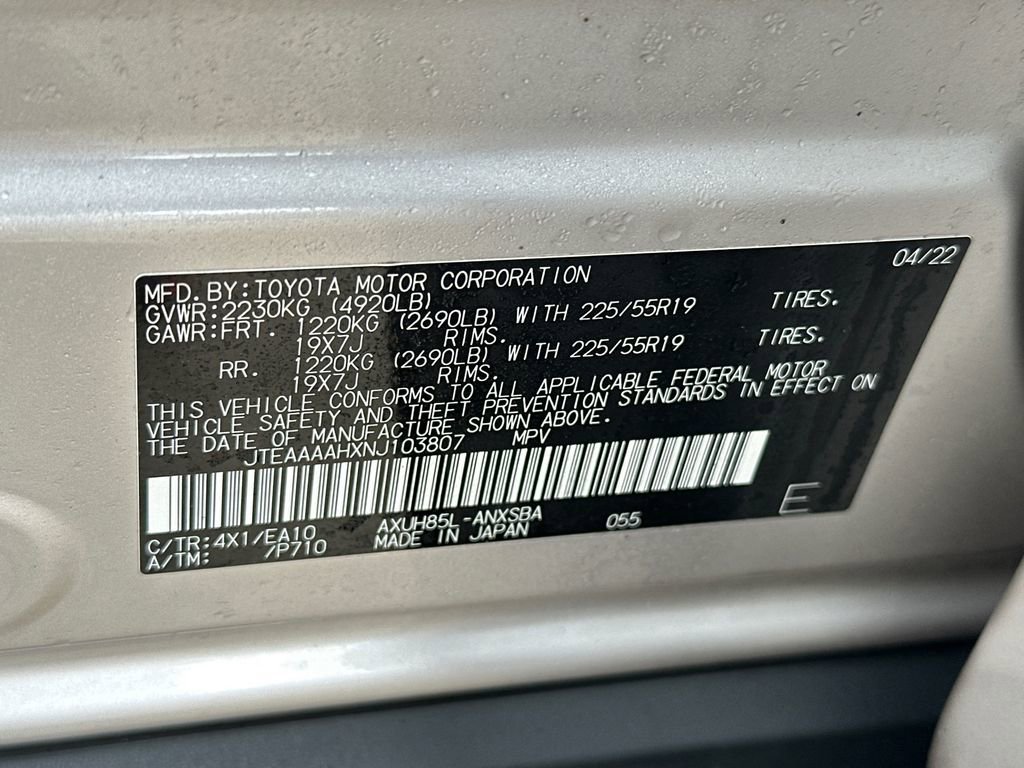 04/22
MFD.BY:TOYOTA MOTOR CORPORATION
GVWR:2230KG (4920LB)
GAWR:FRT. 1220KG (2690LB) WITH 225/55R19 TIRES.
19X7J RIMS.
RR. 1220KG (2690LB) WITH 225/55R19 TIRES.
19X7J RIMS.
THIS VEHICLE CONFORMS TO ALL APPLICABLE FEDERAL MOTOR
VEHICLE SAFETY AND THEFT PREVENTION STANDARDS IN EFFECT ON
THE DATE OF MANUFACTURE SHOWN ABOVE.
JTEAAAAHXNJ103807 MPV
C/TR:4X1/EA10 AXUH85L-ANXSBA 055 E
A/TM: /P710 MADE IN JAPAN